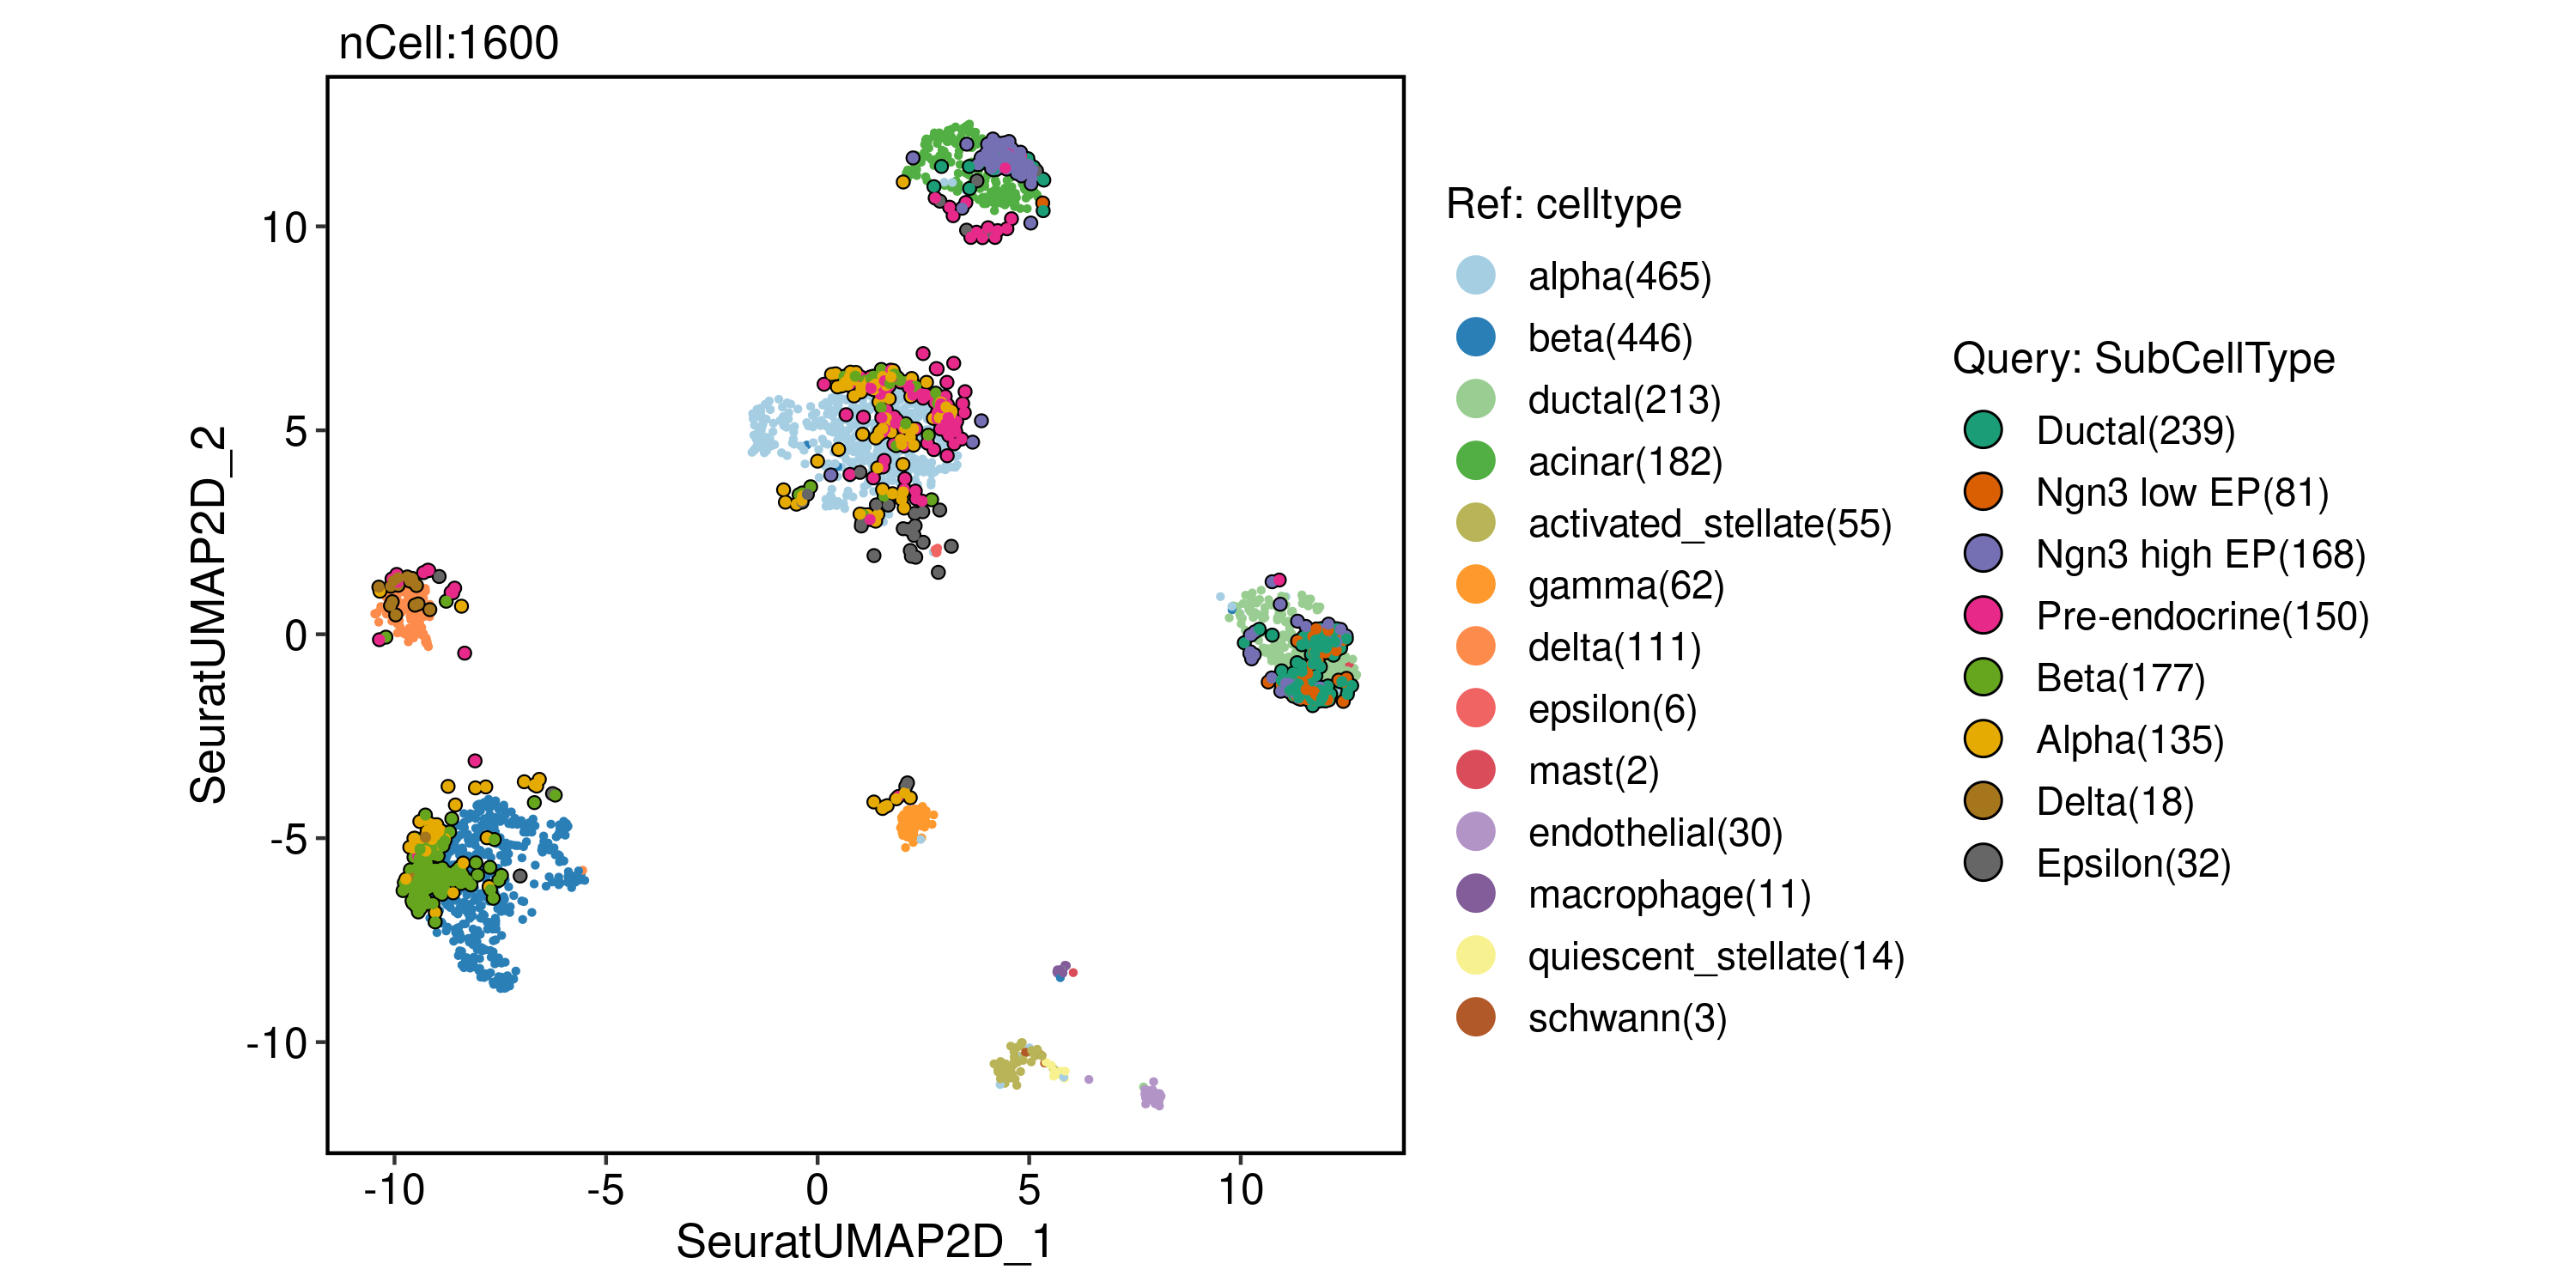 nCell:1600
10
5
0
-5
-10
-10
-5
0
5
10
SeuratUMAP2D_1
SeuratUMAP2D_2
Ref: celltype
alpha(465)
beta(446)
ductal(213)
acinar(182)
activated_stellate(55)
gamma(62)
delta(111)
epsilon(6)
mast(2)
endothelial(30)
macrophage(11)
quiescent_stellate(14)
schwann(3)
Query: SubCellType
Ductal(239)
Ngn3 low EP(81)
Ngn3 high EP(168)
Pre-endocrine(150)
Beta(177)
Alpha(135)
Delta(18)
Epsilon(32)